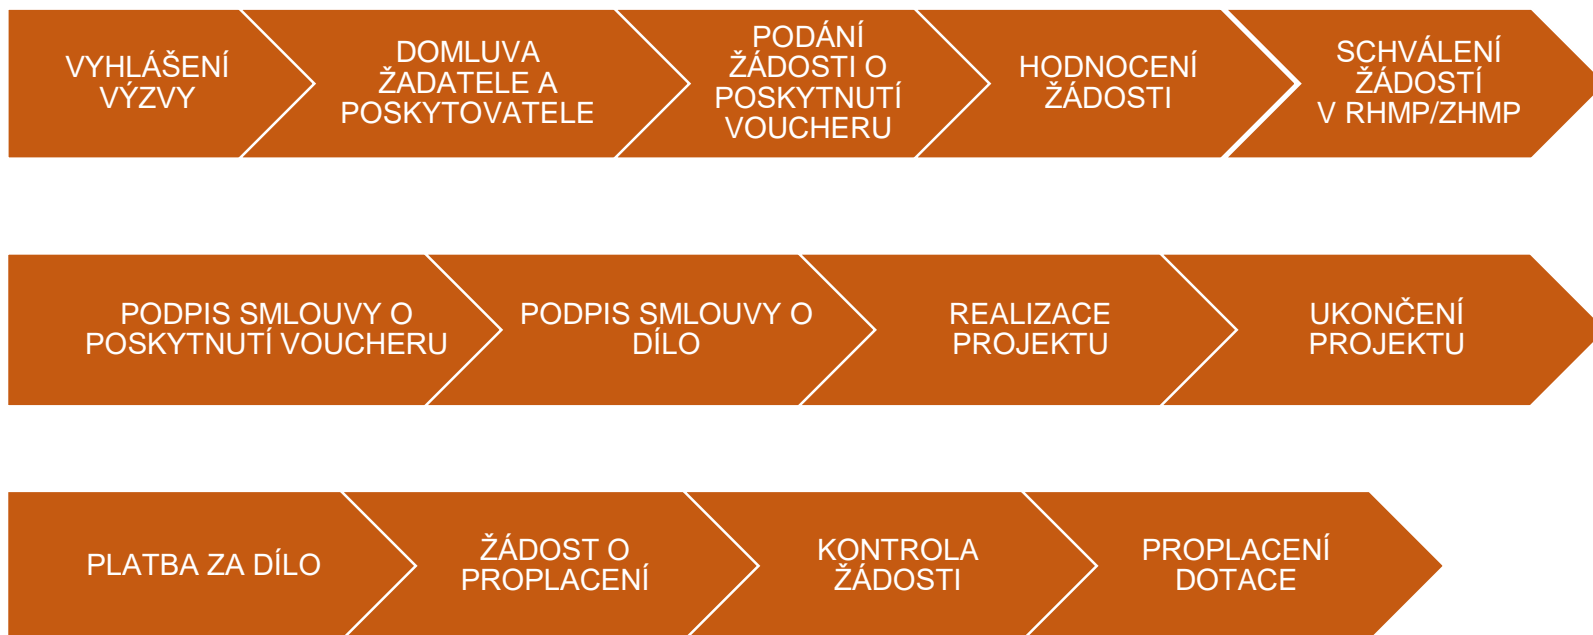 VYHLÁŠENÍ
VÝZVY
DOMLUVA
ŽADATELE A
POSKYTOVATELE
PODÁNÍ
ŽÁDOSTI O
POSKYTNUTÍ
VOUCHERU
HODNOCENÍ
ŽÁDOSTI
SCHVÁLENÍ
ŽÁDOSTÍ
V RHMP/ZHMP
PODPIS SMLOUVY O
POSKYTNUTÍ VOUCHERU
PODPIS SMLOUVY O
DÍLO
REALIZACE
PROJEKTU
UKONČENÍ
PROJEKTU
PLATBA ZA DÍLO
ŽÁDOST O
PROPLACENÍ
KONTROLA
ŽÁDOSTI
PROPLACENÍ
DOTACE